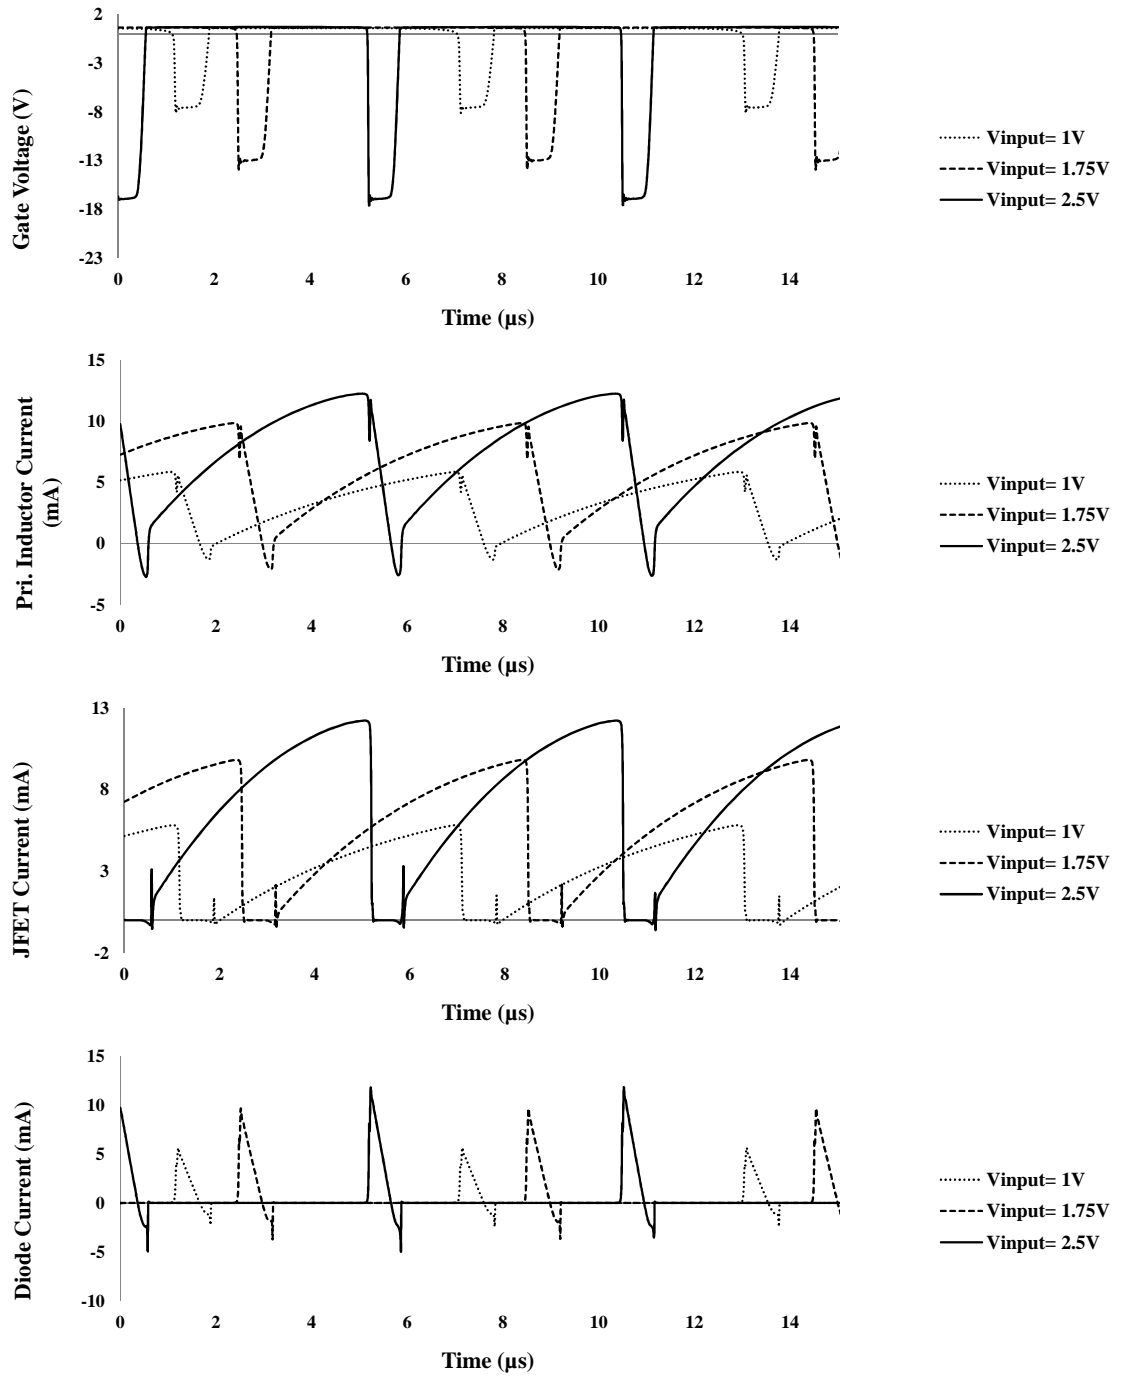 2
-3
-8
-13
-18
-23
Gate Voltage (V)
0 2 4 6 8 10 12 14
Time (µs)
Vinput= 1V
Vinput= 1.75V
Vinput= 2.5V
15
10
5
0
-5
Pri. Inductor Current
(mA)
0 2 4 6 8 10 12 14
Time (µs)
Vinput= 1V
Vinput= 1.75V
Vinput= 2.5V
13
8
3
-2
JFET Current (mA)
0 2 4 6 8 10 12 14
Time (µs)
Vinput= 1V
Vinput= 1.75V
Vinput= 2.5V
15
10
5
0
-5
-10
Diode Current (mA)
0 2 4 6 8 10 12 14
Time (µs)
Vinput= 1V
Vinput= 1.75V
Vinput= 2.5V